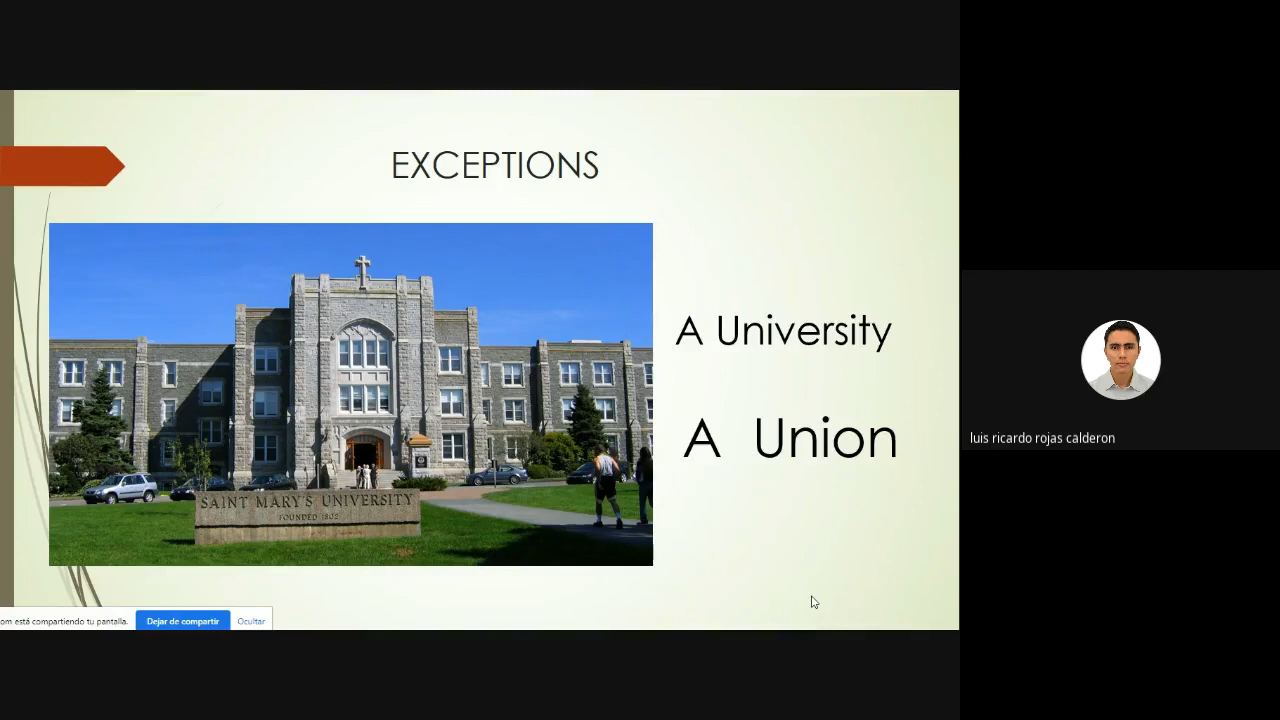 EXCEPTIONS
A University
A Union
SAINT MARY'S UNIVERSITY
FOUNDED 1802
om está compartiendo tu pantalla.
Dejar de compartir
Ocultar
luis ricardo rojas calderon